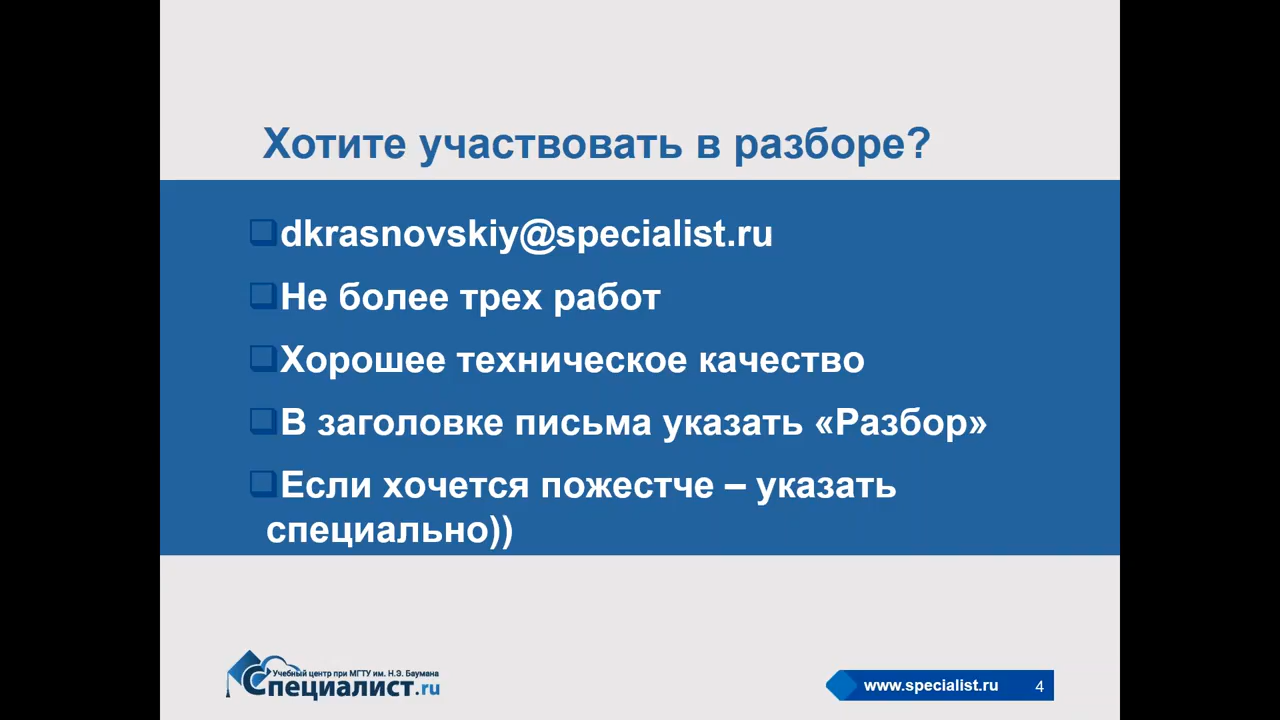 Хотите участвовать в разборе?
dkrasnovskiy@specialist.ru
Не более трех работ
Хорошее техническое качество
В заголовке письма указать «Разбор»
Если хочется пожестче – указать
специально))
Учебный центр при МГТУ им. Н.Э. Баумана
Специалист.ru
www.specialist.ru 4